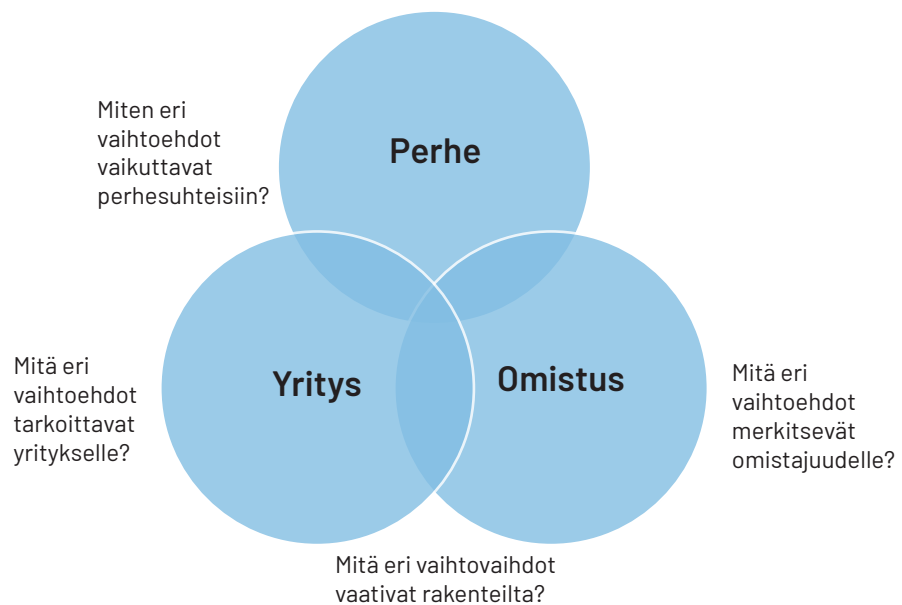 Miten eri
vaihtoehdot
vaikuttavat
perhesuhteisiin?
Perhe
Mitä eri
vaihtoehdot
tarkoittavat
yritykselle?
Yritys
Omistus
Mitä eri
vaihtoehdot
merkitsevät
omistajuudelle?
Mitä eri vaihtovaihdot
vaativat rakenteilta?